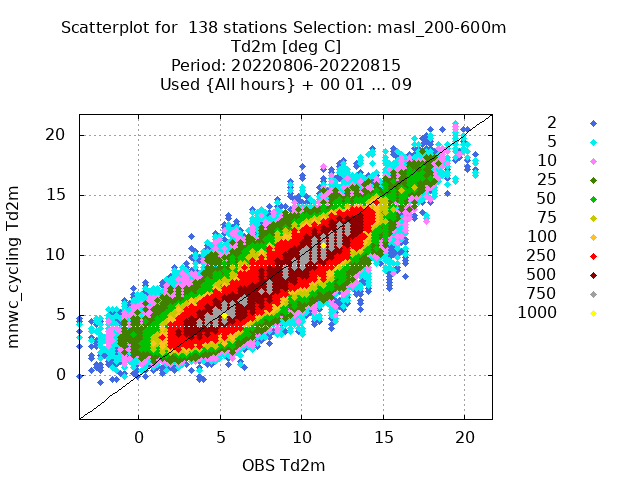 Scatterplot for  138 stations Selection: masl_200-600m
Td2m [deg C]
Period: 20220806-20220815
Used {All hours} + 00 01 ... 09
mnwc_cycling Td2m
20
15
10
5
0
0 5 10 15 20
OBS Td2m
2
5
10
25
50
75
100
250
500
750
1000